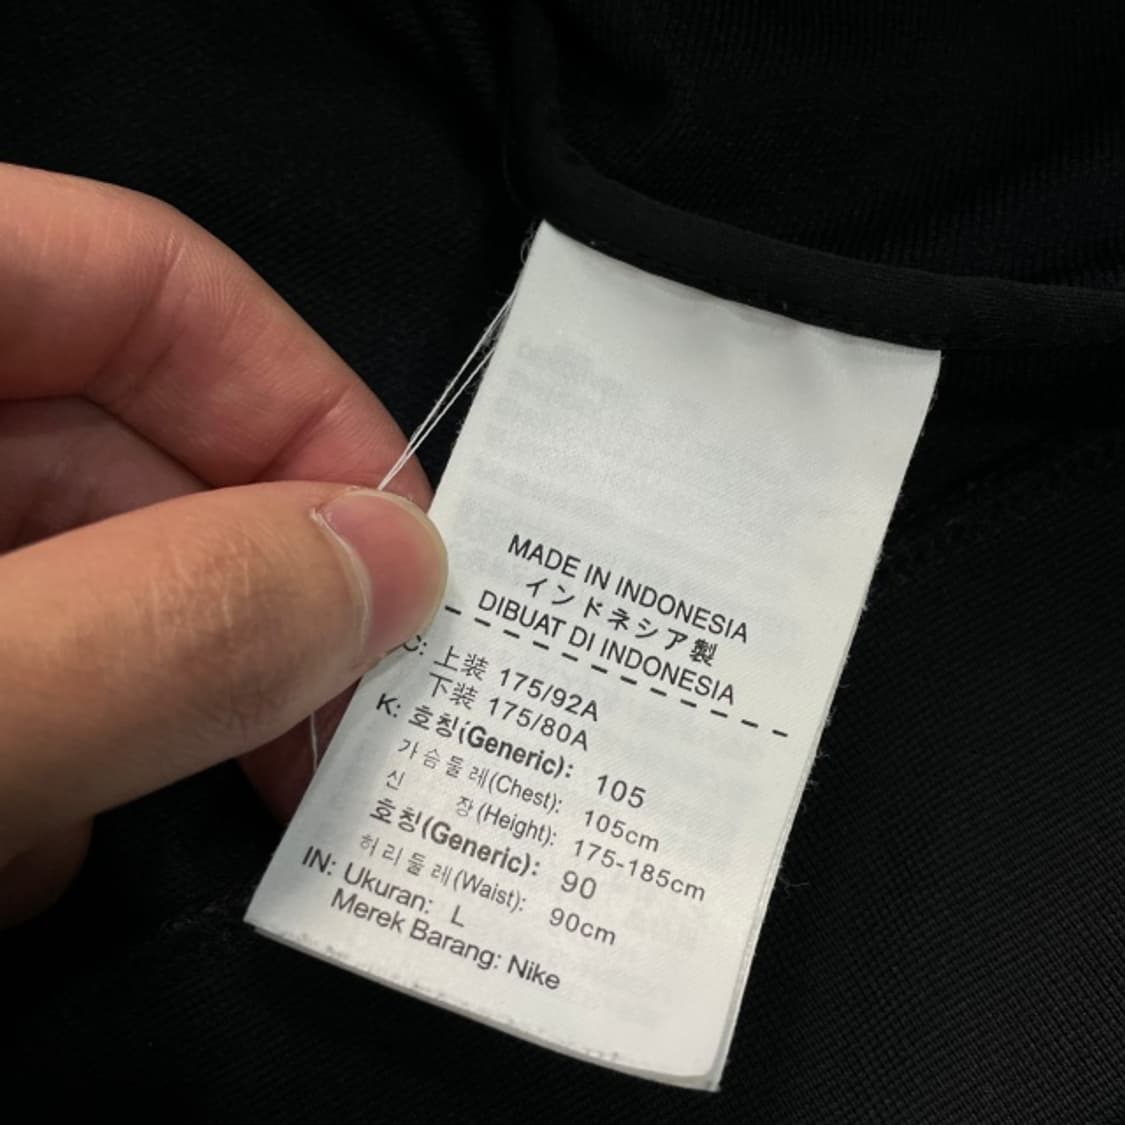 MADE IN INDONESIA
インドネシア製
DIBUAT DI INDONESIA
C: 上装 175/92A
下装 175/80A
K: 호칭(Generic): 105
가슴둘레(Chest): 105cm
신 장(Height): 175-185cm
호칭(Generic): 90
허리둘레(Waist): 90cm
IN: Ukuran: L
Merek Barang: Nike